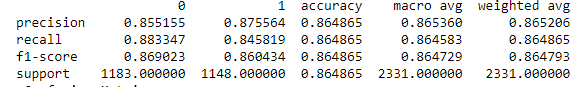 0 1 accuracy macro avg weighted avg
precision 0.855155 0.875564 0.864865 0.865360 0.865206
recall 0.883347 0.845819 0.864865 0.864583 0.864865
f1-score 0.869023 0.860434 0.864865 0.864729 0.864793
support 1183.000000 1148.000000 0.864865 2331.000000 2331.000000